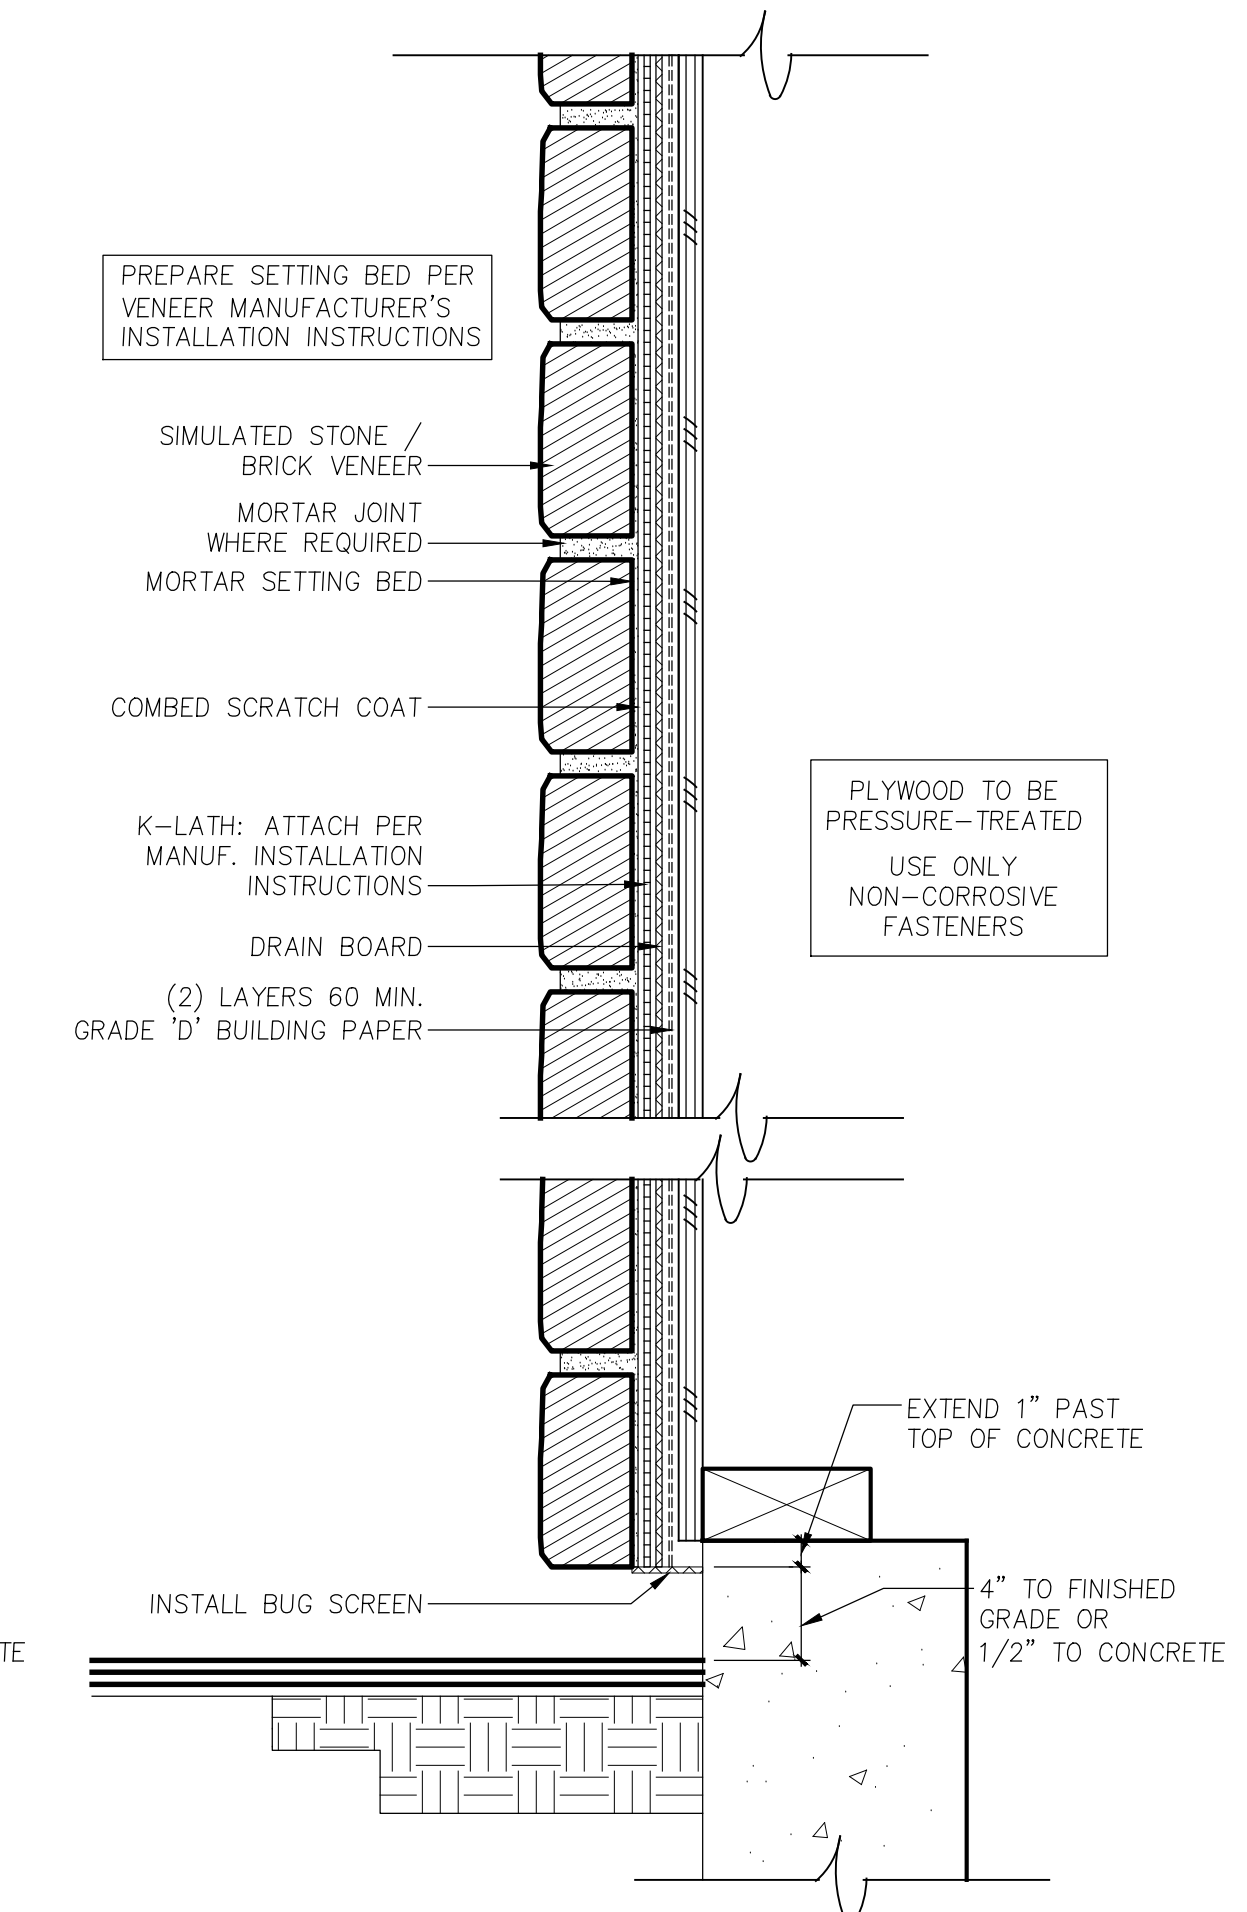 PREPARE SETTING BED PER
VENEER MANUFACTURER'S
INSTALLATION INSTRUCTIONS
SIMULATED STONE /
BRICK VENEER
MORTAR JOINT
WHERE REQUIRED
MORTAR SETTING BED
COMBED SCRATCH COAT
K-LATH: ATTACH PER
MANUF. INSTALLATION
INSTRUCTIONS
DRAIN BOARD
(2) LAYERS 60 MIN.
GRADE 'D' BUILDING PAPER
PLYWOOD TO BE
PRESSURE-TREATED
USE ONLY
NON-CORROSIVE
FASTENERS
EXTEND 1" PAST
TOP OF CONCRETE
INSTALL BUG SCREEN
4" TO FINISHED
GRADE OR
1/2" TO CONCRETE
TE